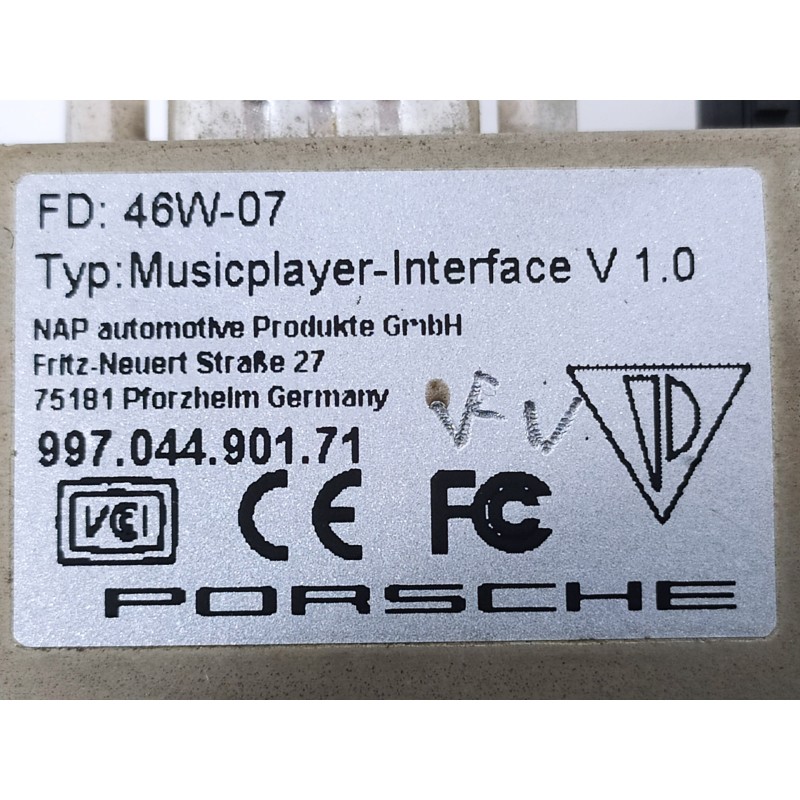 FD: 46W-07
Typ:Musicplayer-Interface V 1.0
NAP automotive Produkte GmbH
Fritz-Neuert Straße 27
75181 Pforzheim Germany
997.044.901.71
VCCI CE FC
PORSCHE